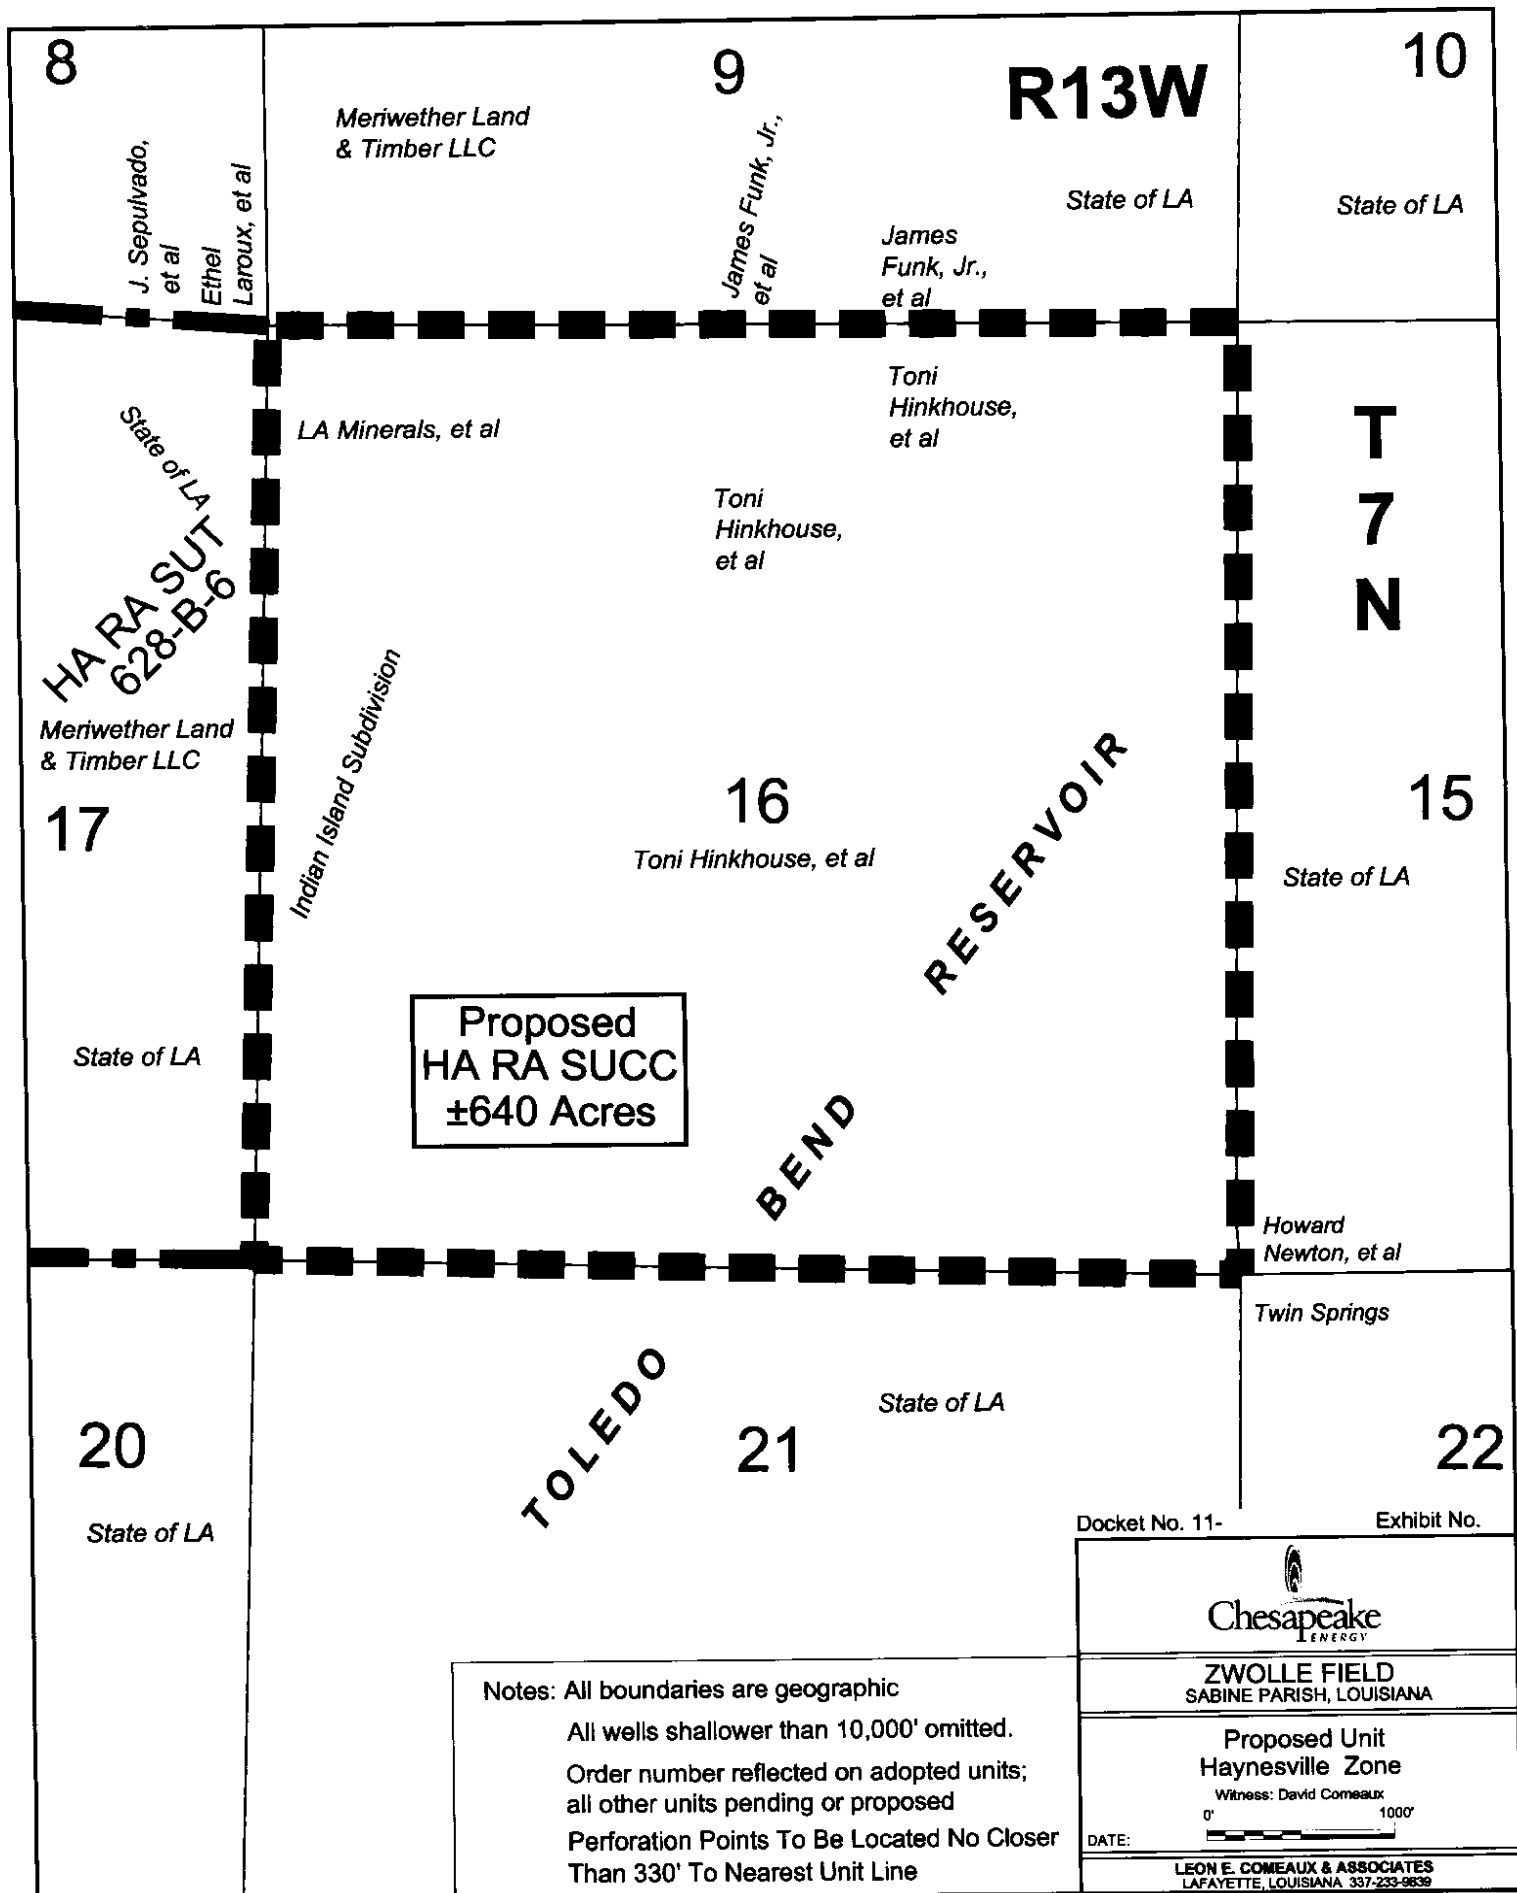 8
9
R13W
10
Meriwether Land
& Timber LLC
J. Sepulvado,
et al
Ethel
Laroux, et al
James Funk, Jr.,
et al
James
Funk, Jr.,
et al
State of LA
State of LA
State of LA
HA RA SUT
628-B-6
Meriwether Land
& Timber LLC
17
State of LA
LA Minerals, et al
Toni
Hinkhouse,
et al
Toni
Hinkhouse,
et al
Indian Island Subdivision
16
Toni Hinkhouse, et al
Proposed
HA RA SUCC
±640 Acres
T
7
N
15
State of LA
Howard
Newton, et al
Twin Springs
TOLEDO
BEND
RESERVOIR
20
State of LA
21
State of LA
22
Docket No. 11-
Exhibit No.
Chesapeake
ENERGY
ZWOLLE FIELD
SABINE PARISH, LOUISIANA
Proposed Unit
Haynesville Zone
Witness: David Comeaux
0' 1000'
DATE:
LEON E. COMEAUX & ASSOCIATES
LAFAYETTE, LOUISIANA 337-233-9839
Notes: All boundaries are geographic
All wells shallower than 10,000' omitted.
Order number reflected on adopted units;
all other units pending or proposed
Perforation Points To Be Located No Closer
Than 330' To Nearest Unit Line